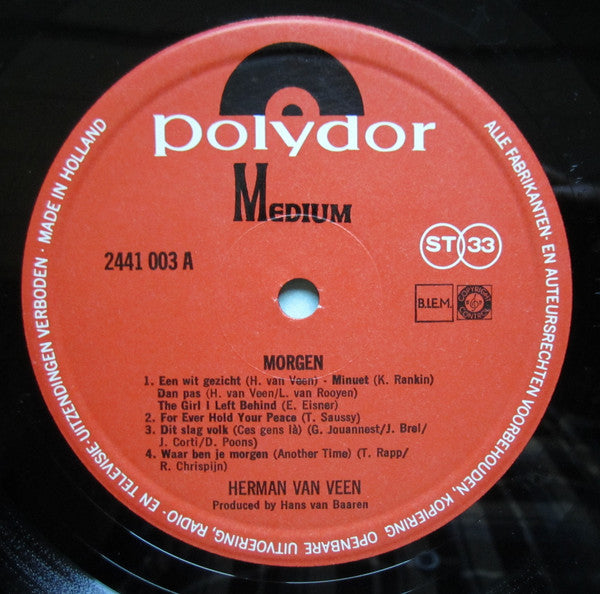 polydor
MEDIUM
2441 003 A
ST 33
B.I.E.M.
COPYRIGHT CONTROL
MORGEN
1. Een wit gezicht (H. van Veen) - Minuet (K. Rankin)
Dan pas (H. van Veen/L. van Rooyen)
The Girl I Left Behind (E. Eisner)
2. For Ever Hold Your Peace (T. Saussy)
3. Dit slag volk (Ces gens là) (G. Jouannest/J. Brel/
J. Corti/D. Poons)
4. Waar ben je morgen (Another Time) (T. Rapp/
R. Chrispijn)
HERMAN VAN VEEN
Produced by Hans van Baaren
ALLE FABRIKANTEN- EN AUTEURSRECHTEN VOORBEHOUDEN, KOPIERING OPENBARE UITVOERING, RADIO- EN TELEVISIE-UITZENDINGEN VERBODEN · MADE IN HOLLAND